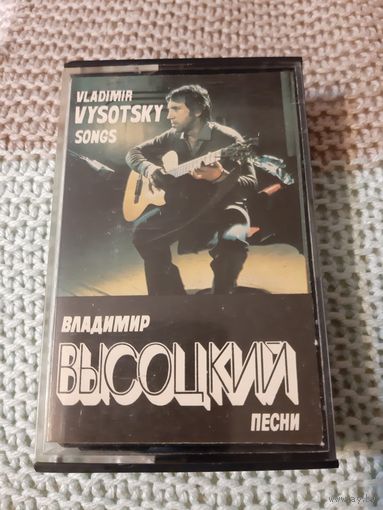 VLADIMIR
VYSOTSKY
SONGS
ВЛАДИМИР
ВЫСОЦКИЙ
ПЕСНИ